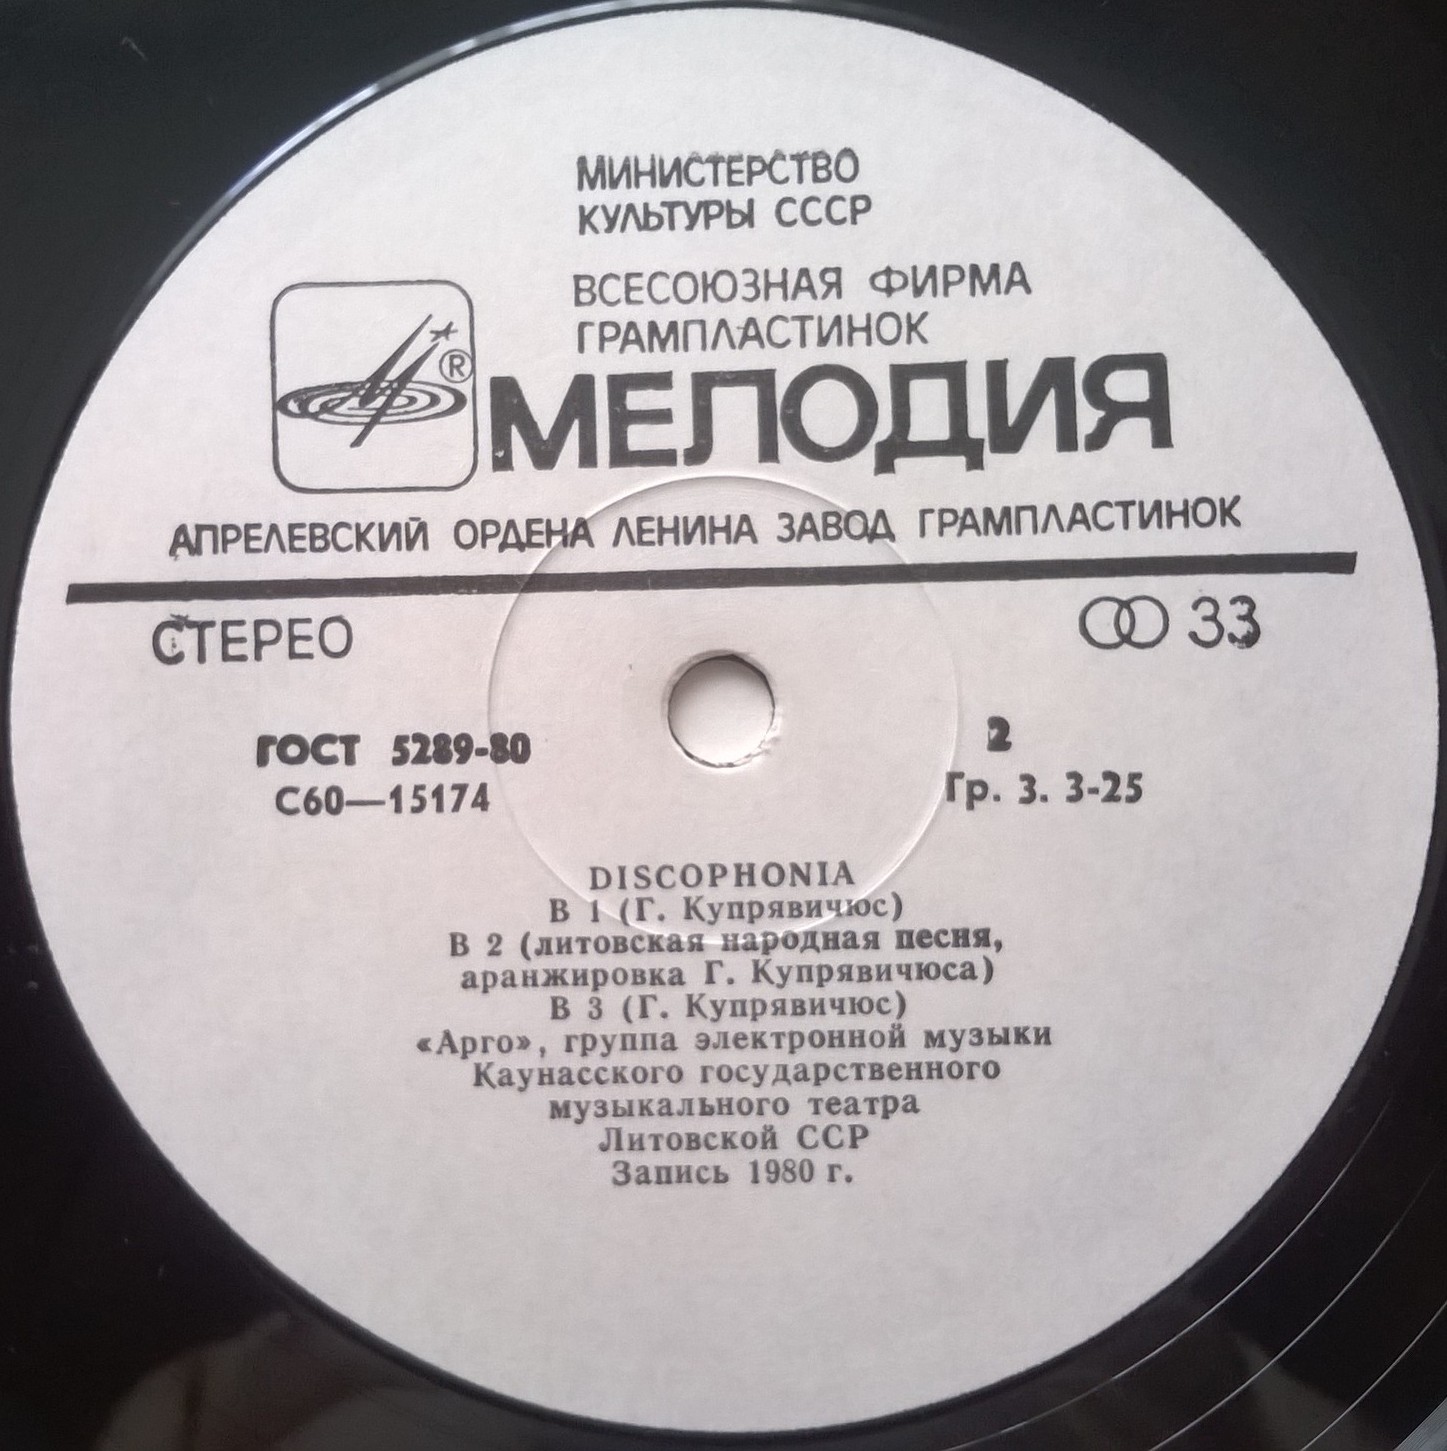 МИНИСТЕРСТВО
КУЛЬТУРЫ СССР
ВСЕСОЮЗНАЯ ФИРМА
ГРАМПЛАСТИНОК
®
МЕЛОДИЯ
АПРЕЛЕВСКИЙ ОРДЕНА ЛЕНИНА ЗАВОД ГРАМПЛАСТИНОК
СТЕРЕО
33
ГОСТ 5289-80
С60—15174
2
Гр. 3. 3-25
DISCOPHONIA
В 1 (Г. Купрявичюс)
В 2 (литовская народная песня,
аранжировка Г. Купрявичюса)
В 3 (Г. Купрявичюс)
«Арго», группа электронной музыки
Каунасского государственного
музыкального театра
Литовской ССР
Запись 1980 г.